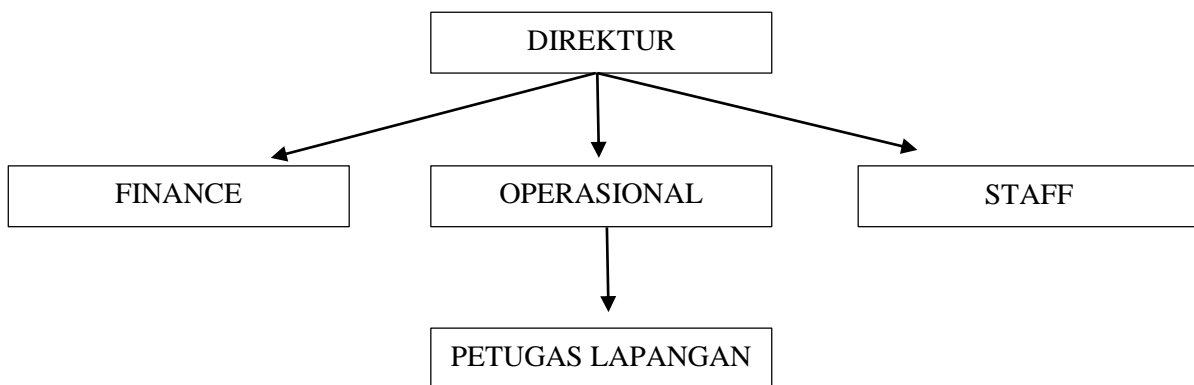 DIREKTUR
FINANCE
OPERASIONAL
STAFF
PETUGAS LAPANGAN